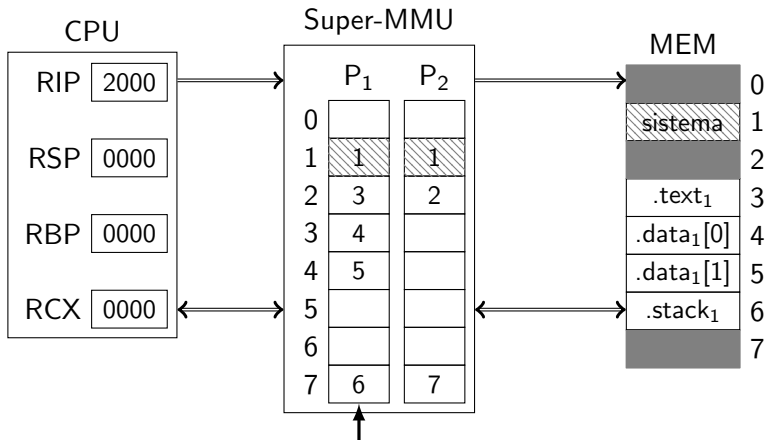 CPU
RIP 2000
RSP 0000
RBP 0000
RCX 0000
Super-MMU
P₁ P₂
0
1 1 1
2 3 2
3 4
4 5
5
6
7 6 7
MEM
0
sistema 1
2
.text₁ 3
.data₁[0] 4
.data₁[1] 5
.stack₁ 6
7